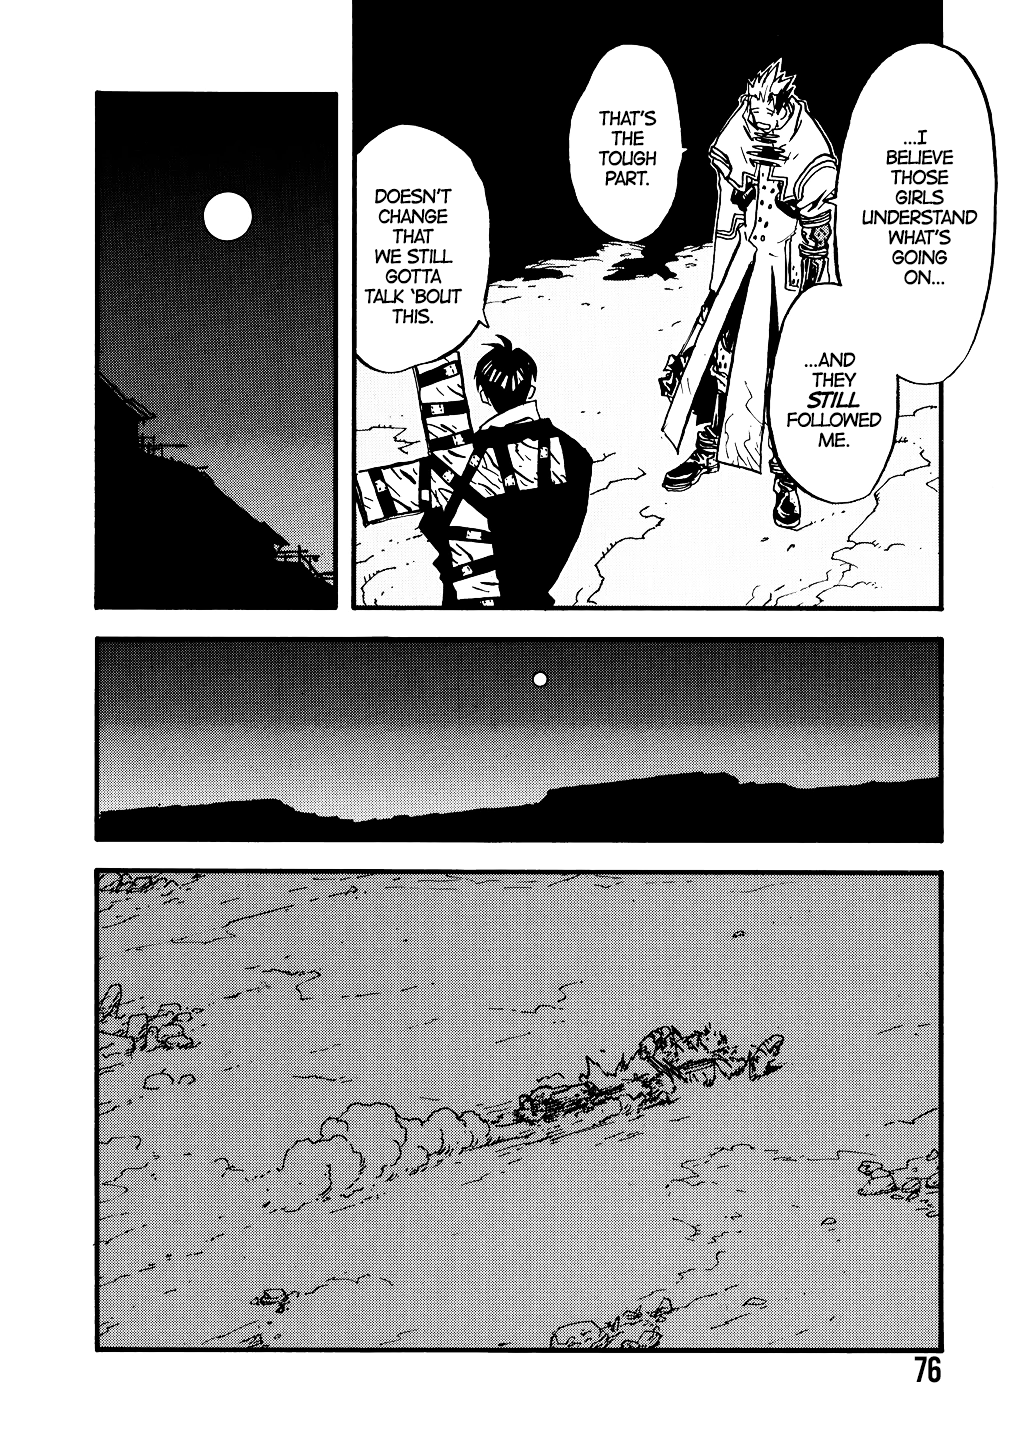 ...I
BELIEVE
THOSE
GIRLS
UNDERSTAND
WHAT'S
GOING
ON...
...AND
THEY
STILL
FOLLOWED
ME.
THAT'S
THE
TOUGH
PART.
DOESN'T
CHANGE
THAT
WE STILL
GOTTA
TALK 'BOUT
THIS.
76